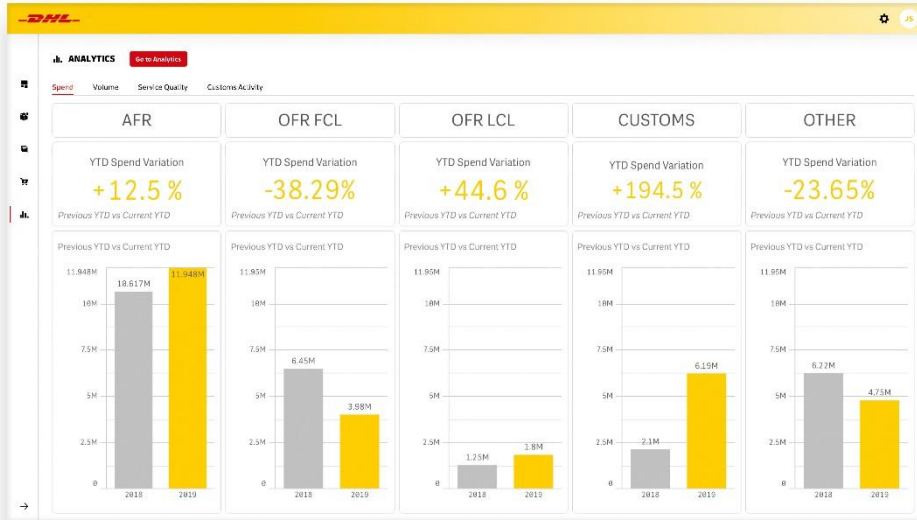 DHL
JS
ANALYTICS Go to Analytics
Spend Volume Service Quality Customs Activity
AFR
YTD Spend Variation
+12.5 %
Previous YTD vs Current YTD
Previous YTD vs Current YTD
11.948M
10M
7.5M
5M
2.5M
0
10.617M
11.948M
2018 2019
OFR FCL
YTD Spend Variation
-38.29%
Previous YTD vs Current YTD
Previous YTD vs Current YTD
11.95M
10M
7.5M
5M
2.5M
0
6.45M
3.98M
2018 2019
OFR LCL
YTD Spend Variation
+44.6 %
Previous YTD vs Current YTD
Previous YTD vs Current YTD
11.95M
10M
7.5M
5M
2.5M
0
1.25M
1.8M
2018 2019
CUSTOMS
YTD Spend Variation
+194.5 %
Previous YTD vs Current YTD
Previous YTD vs Current YTD
11.95M
10M
7.5M
5M
2.5M
0
2.1M
6.19M
2018 2019
OTHER
YTD Spend Variation
-23.65%
Previous YTD vs Current YTD
Previous YTD vs Current YTD
11.95M
10M
7.5M
5M
2.5M
0
6.22M
4.75M
2018 2019